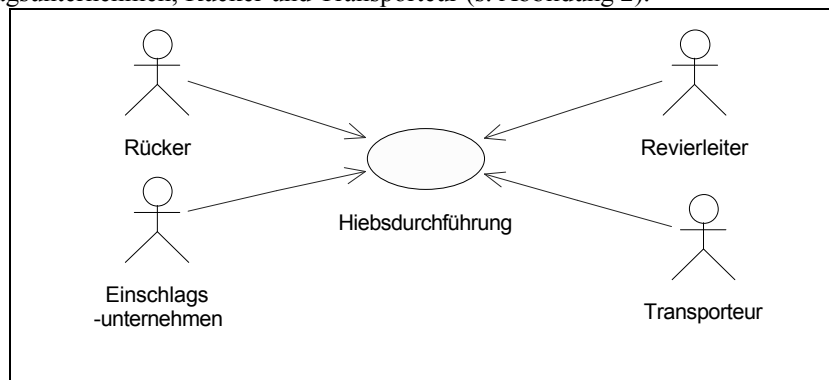 Rücker und Transporteur (s. Abbildung 2).
Rücker
Revierleiter
Hiebsdurchführung
Einschlags
-unternehmen
Transporteur